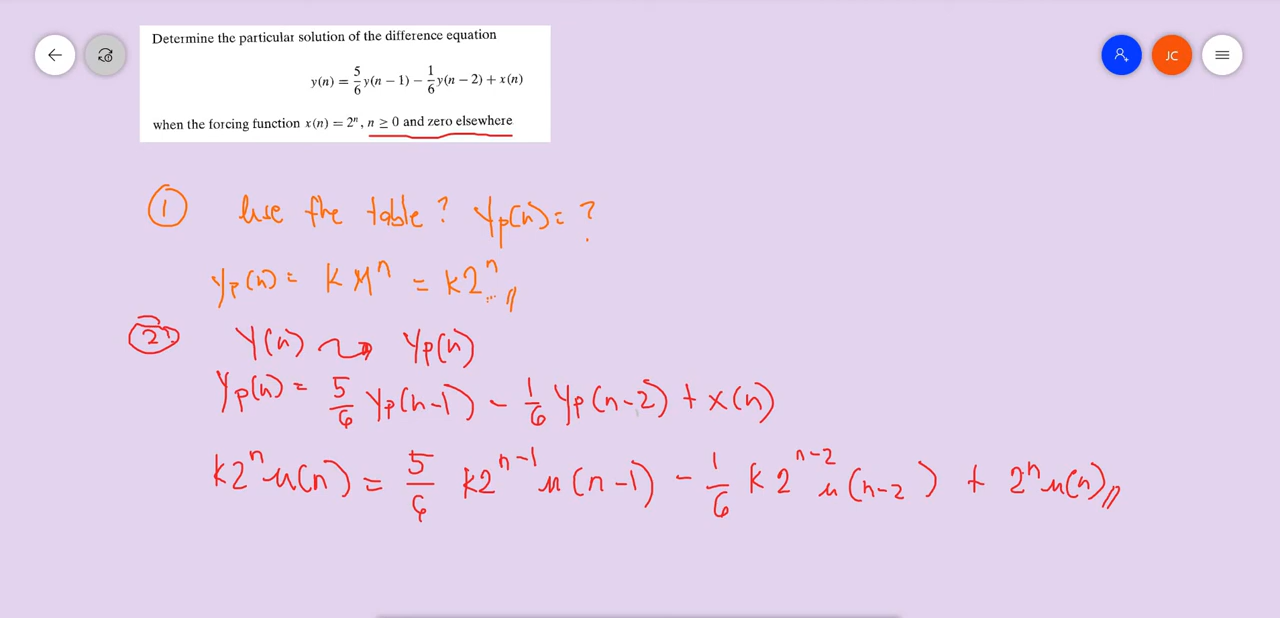 Determine the particular solution of the difference equation
y(n) = 5/6 y(n − 1) − 1/6 y(n − 2) + x(n)
when the forcing function x(n) = 2ⁿ, n ≥ 0 and zero elsewhere
JC
① Use the table? Yp(n) = ?
Yp(n) = K Mⁿ = K2ⁿ
② Y(n) ⇝ Yp(n)
Yp(n) = 5/6 Yp(n-1) - 1/6 Yp(n-2) + x(n)
K2ⁿ u(n) = 5/6 K2ⁿ⁻¹ u(n-1) - 1/6 K 2ⁿ⁻² u(n-2) + 2ⁿ u(n)